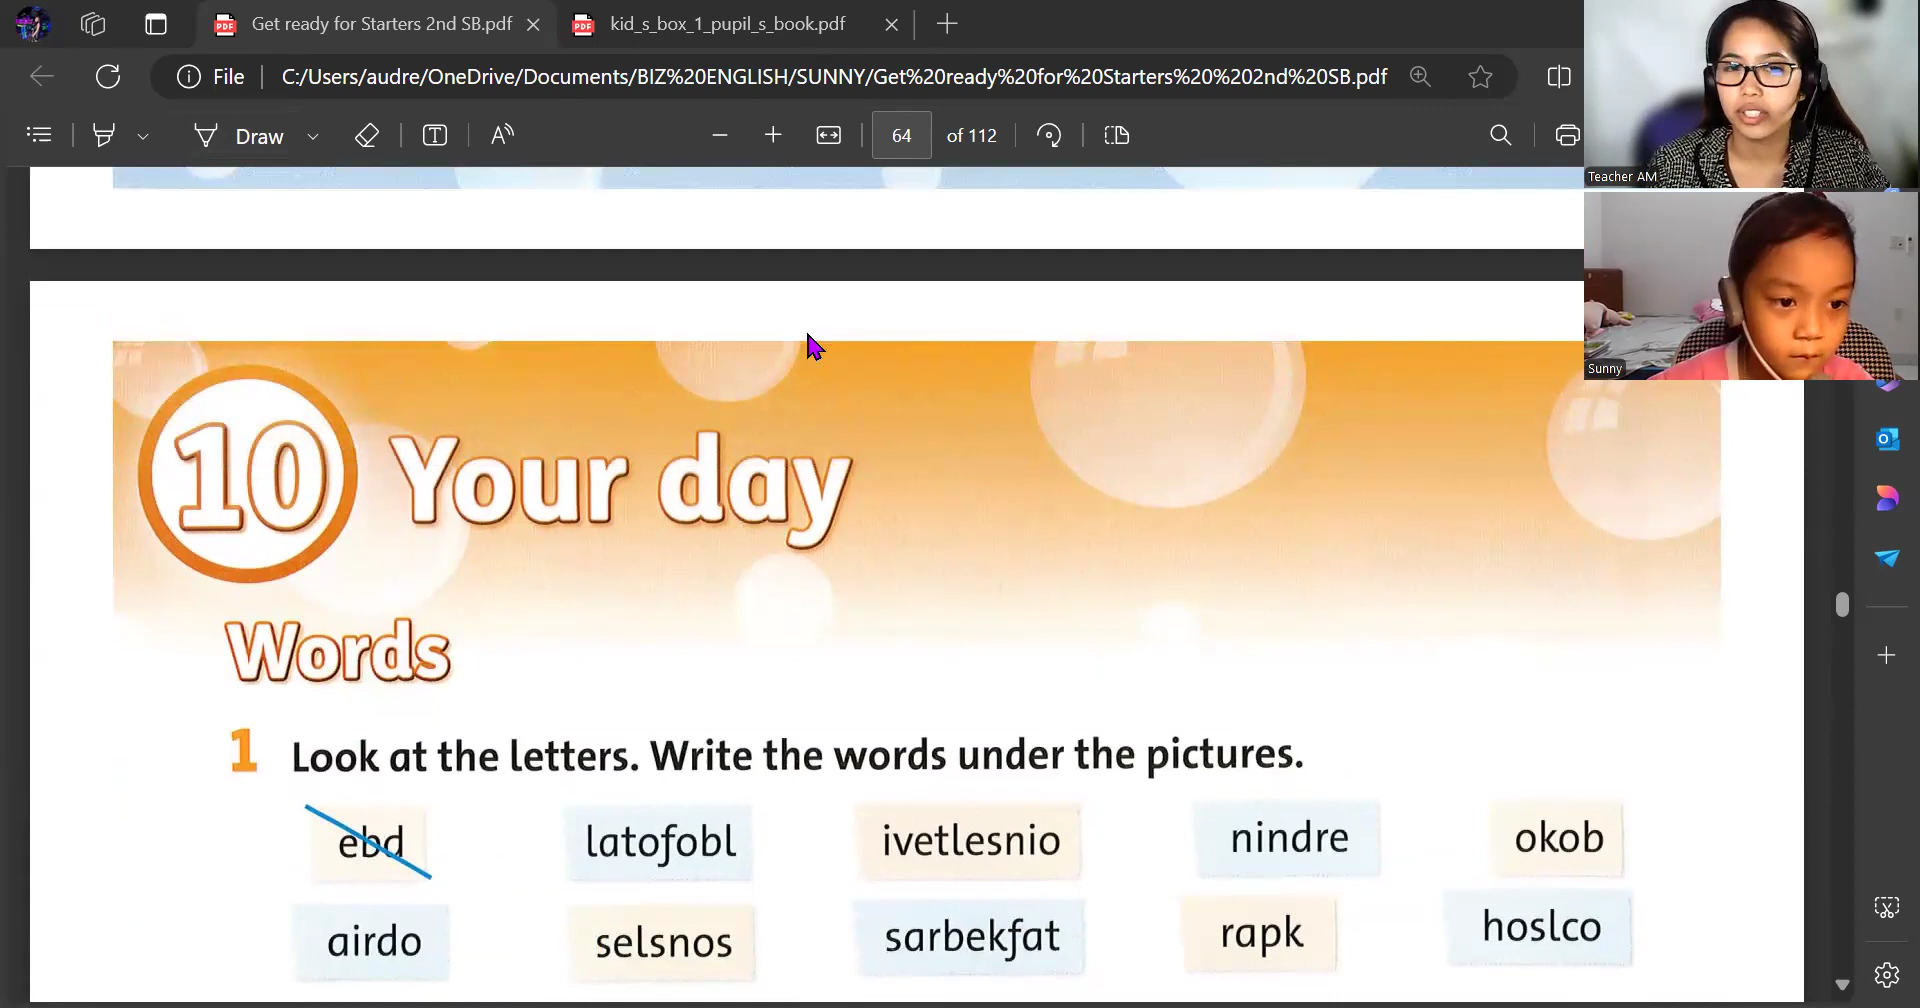 Get ready for Starters 2nd SB.pdf
kid_s_box_1_pupil_s_book.pdf
File
C:/Users/audre/OneDrive/Documents/BIZ%20ENGLISH/SUNNY/Get%20ready%20for%20Starters%20%202nd%20SB.pdf
Draw
64 of 112
Teacher AM
Sunny
10 Your day
Words
1 Look at the letters. Write the words under the pictures.
ebd latofobl ivetlesnio nindre okob
airdo selsnos sarbekfat rapk hoslco